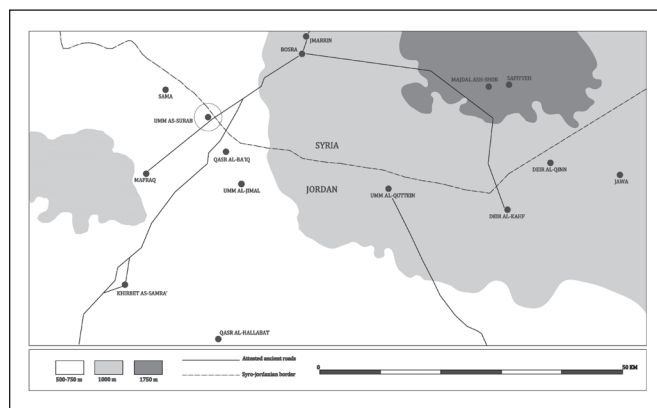 JMARRIN
BOSRA
MAJDAL ASH-SHOR
SAFIYEH
SAMA
UMM AS-SURAB
SYRIA
QASR AL-BA'IQ
DEIR AL-QINN
MAFRAQ
JAWA
UMM AL-JIMAL
JORDAN
UMM AL-QUTTEIN
DEIR AL-KAHF
KHIRBET AS-SAMRA'
QASR AL-HALLABAT
Attested ancient roads
0
50 KM
Syro-jordanian border
500-750 m
1000 m
1750 m